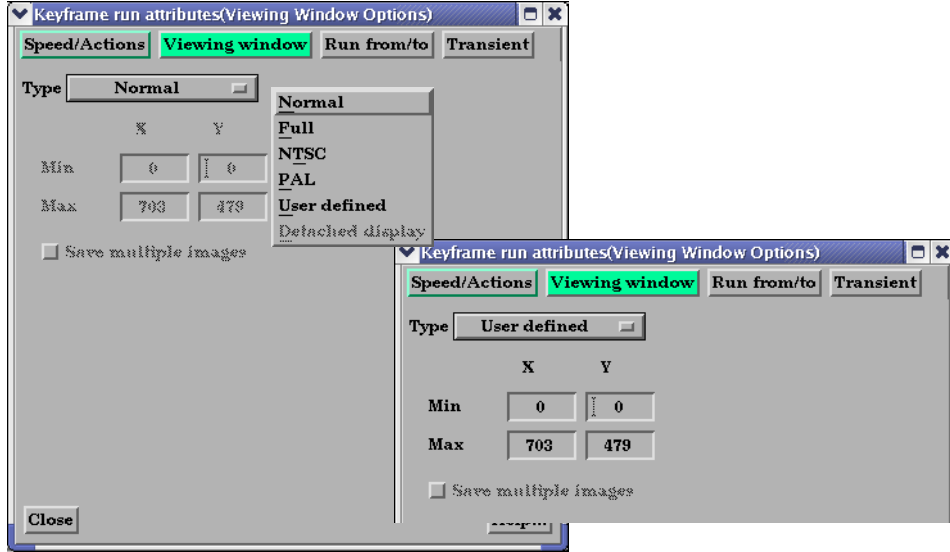 Keyframe run attributes(Viewing Window Options)
Speed/Actions Viewing window Run from/to Transient
Type Normal
Normal
Full
NTSC
PAL
User defined
Detached display
X Y
Min 0 0
Max 703 479
Save multiple images
Close
Keyframe run attributes(Viewing Window Options)
Speed/Actions Viewing window Run from/to Transient
Type User defined
X Y
Min 0 0
Max 703 479
Save multiple images